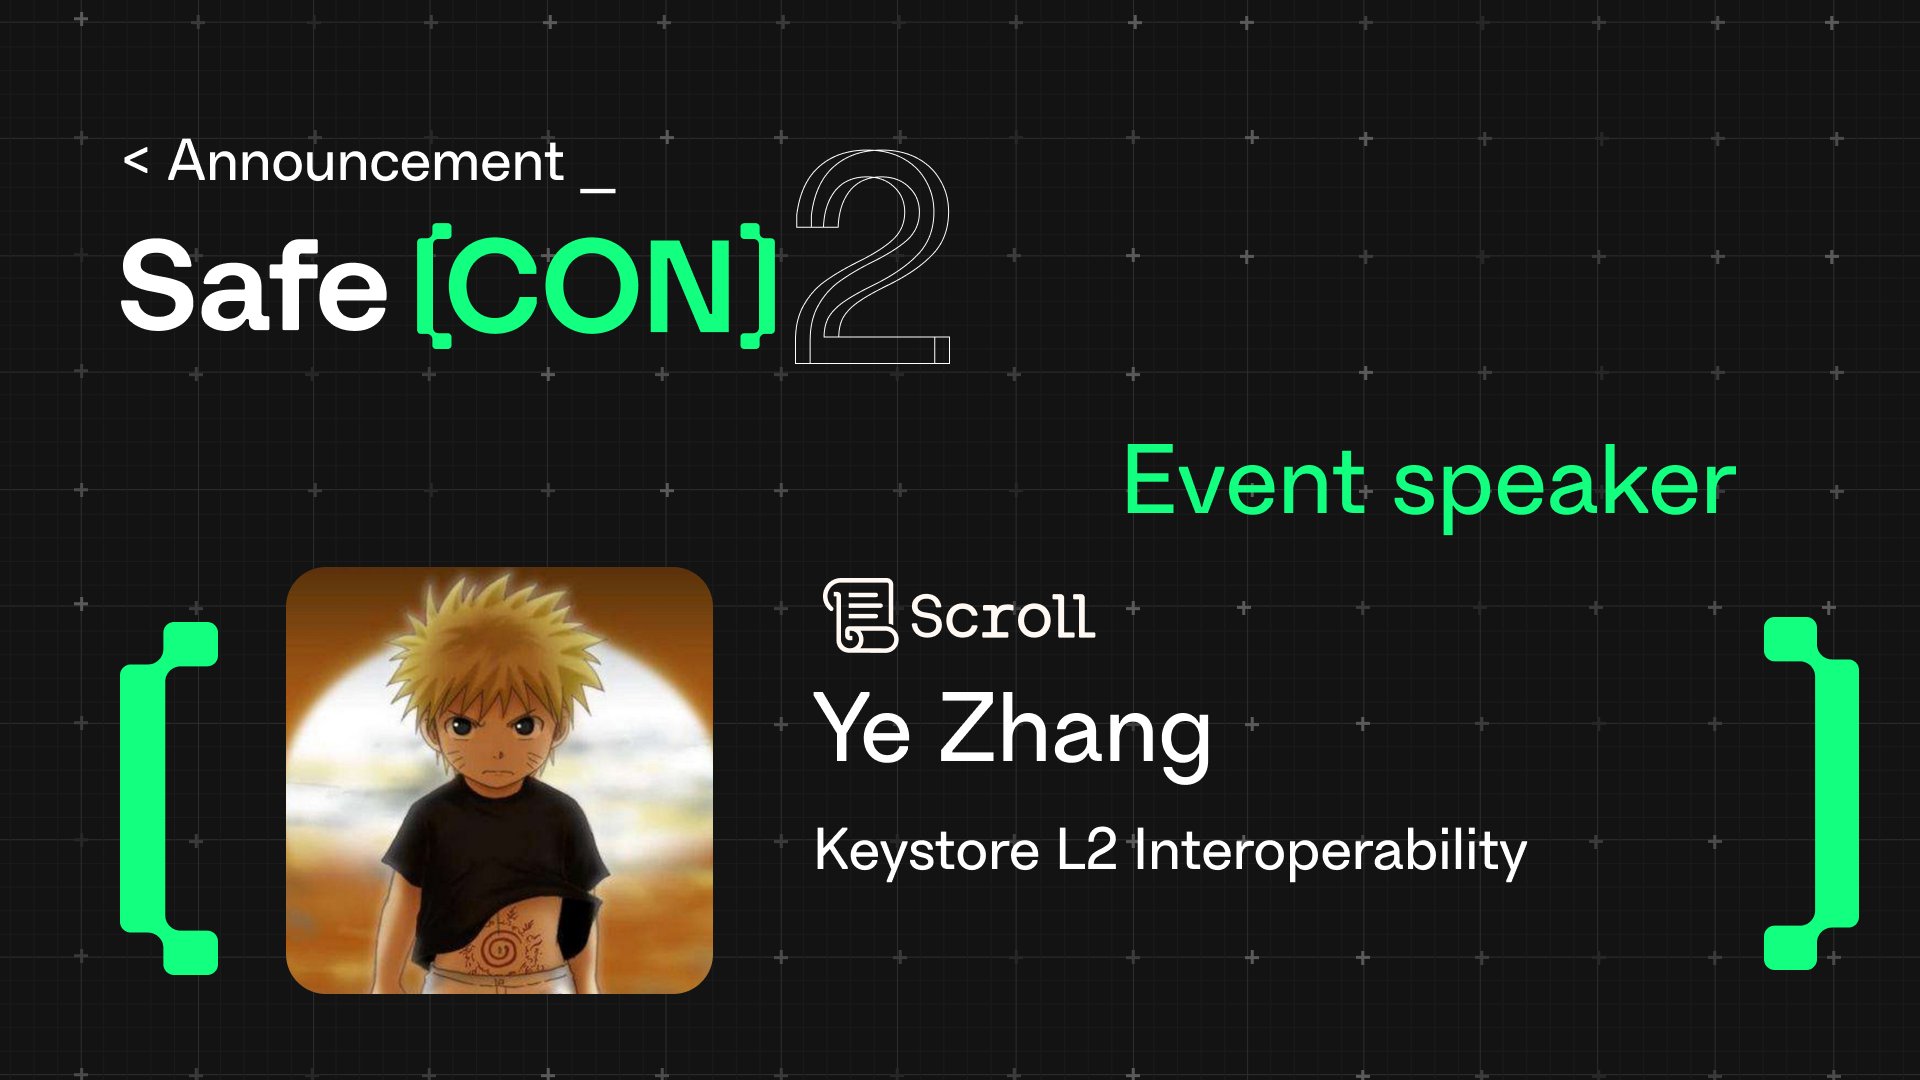 < Announcement _
Safe [CON] 2
Event speaker
Scroll
Ye Zhang
Keystore L2 Interoperability